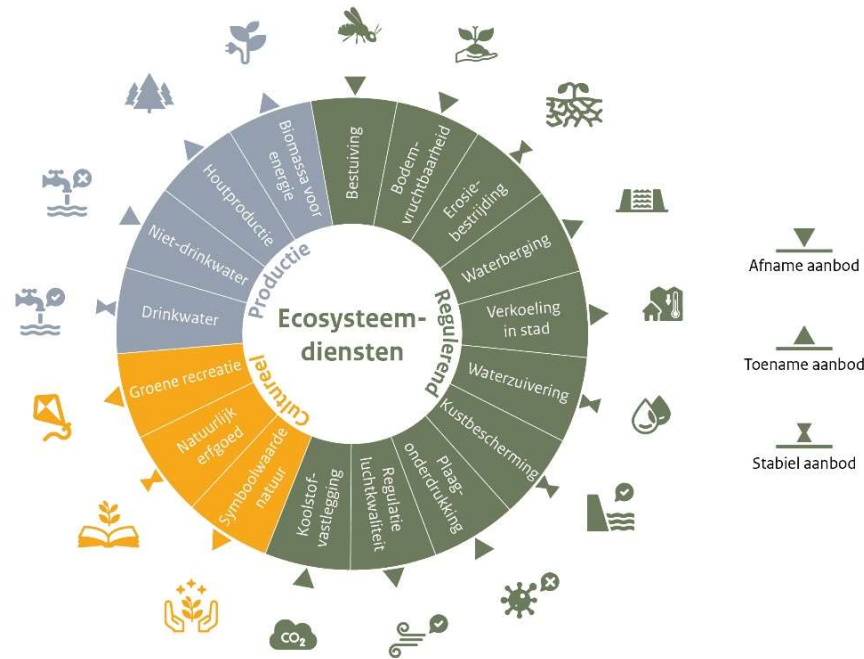 Biomassa voor
energie
Bestuiving
Bodem-
vruchtbaarheid
Erosie-
bestrijding
Waterberging
Verkoeling
in stad
Waterzuivering
Kustbescherming
Plaag-
onderdrukking
Regulatie
luchtkwaliteit
Koolstof-
vastlegging
Symboolwaarde
natuur
Natuurlijk
erfgoed
Groene recreatie
Drinkwater
Niet-drinkwater
Houtproductie
Productie
Regulerend
Cultureel
Ecosysteem-
diensten
CO2
Afname aanbod
Toename aanbod
Stabiel aanbod